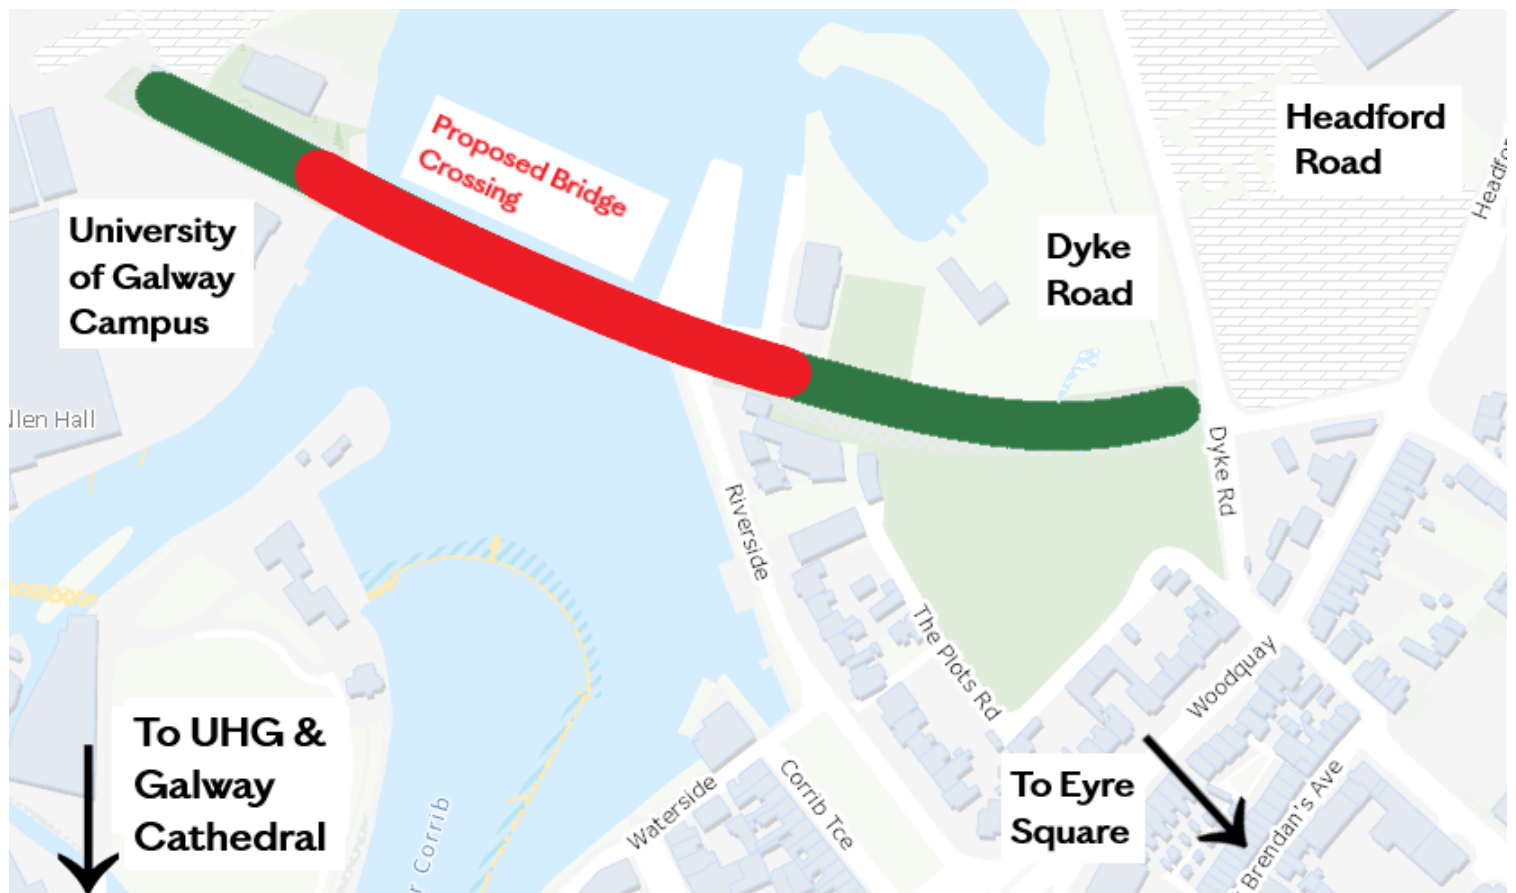 Proposed Bridge
Crossing
Headford
Road
University
of Galway
Campus
Dyke
Road
Dyke Rd
Riverside
The Plots Rd
Woodquay
To UHG &
Galway
Cathedral
To Eyre
Square
Waterside
Corrib Tce
Brendan's Ave
Corrib
Hall